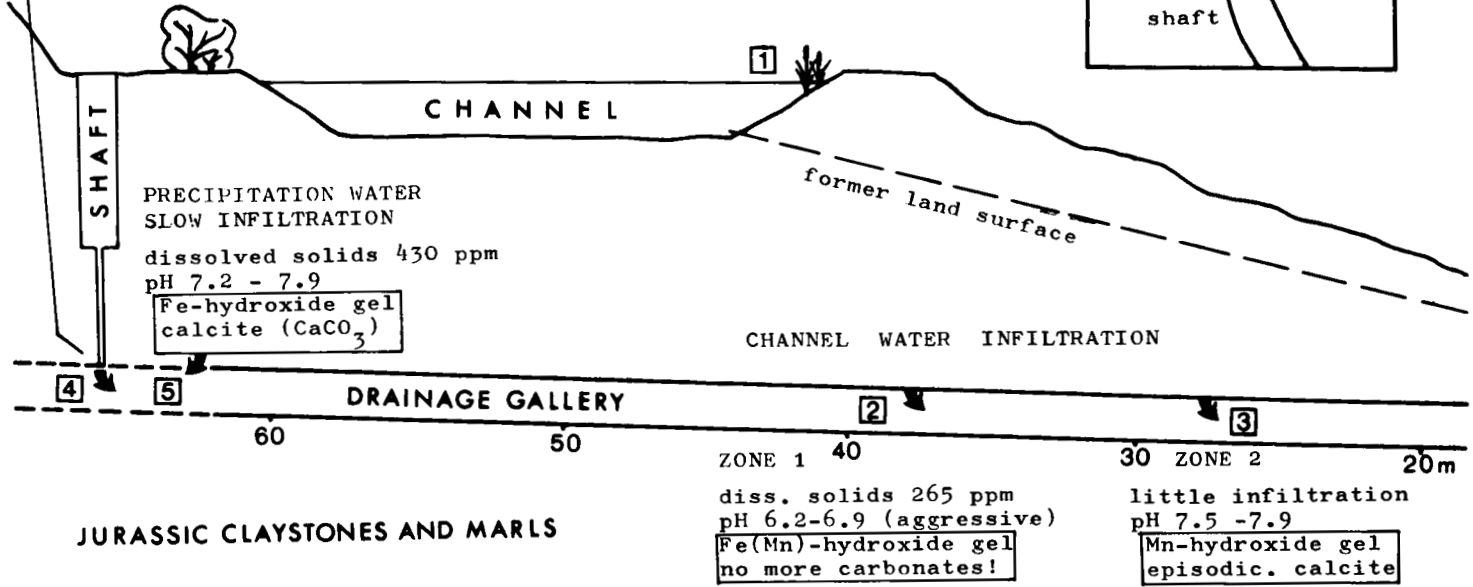 shaft
1
CHANNEL
SHAFT
PRECIPITATION WATER
SLOW INFILTRATION
dissolved solids 430 ppm
pH 7.2 - 7.9
Fe-hydroxide gel
calcite (CaCO3)
former land surface
CHANNEL WATER INFILTRATION
4
5
DRAINAGE GALLERY
2
3
60
50
40
30
20m
ZONE 1
diss. solids 265 ppm
pH 6.2-6.9 (aggressive)
Fe(Mn)-hydroxide gel
no more carbonates!
ZONE 2
little infiltration
pH 7.5 -7.9
Mn-hydroxide gel
episodic. calcite
JURASSIC CLAYSTONES AND MARLS